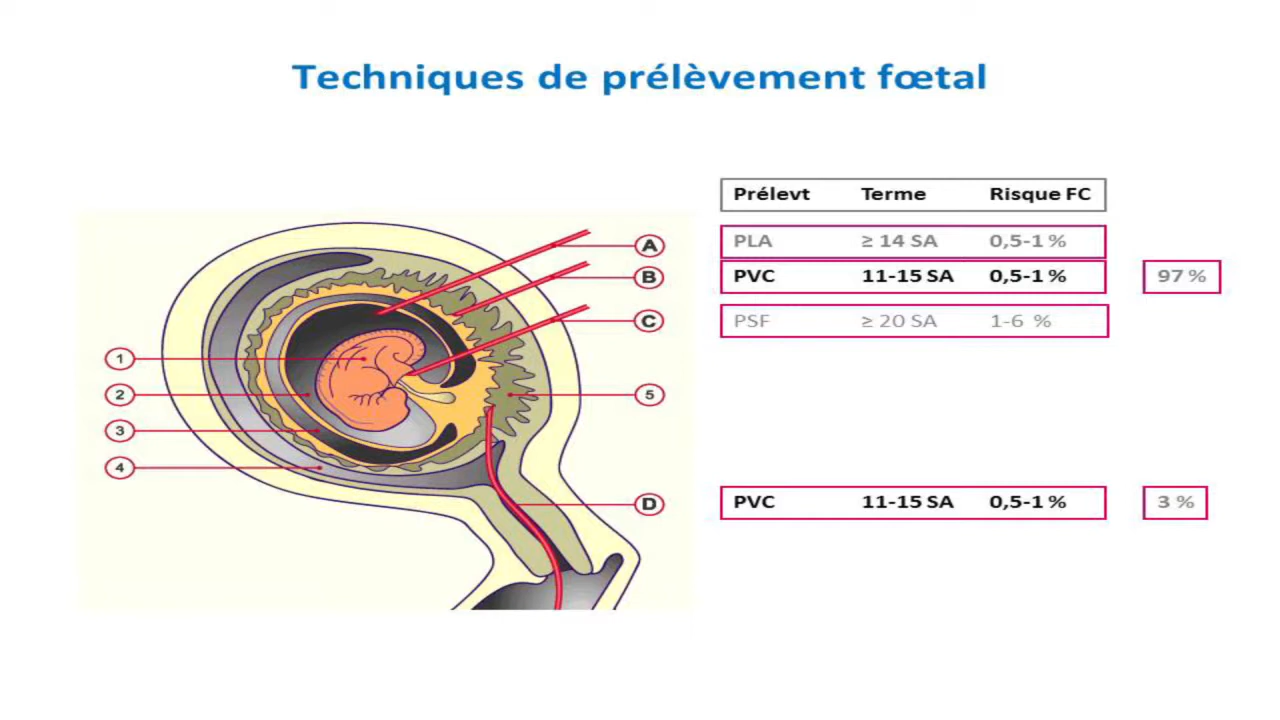 Techniques de prélèvement fœtal
Prélevt Terme Risque FC
A PLA ≥ 14 SA 0,5-1 %
B PVC 11-15 SA 0,5-1 % 97 %
C PSF ≥ 20 SA 1-6 %
1
2 5
3
4
D PVC 11-15 SA 0,5-1 % 3 %